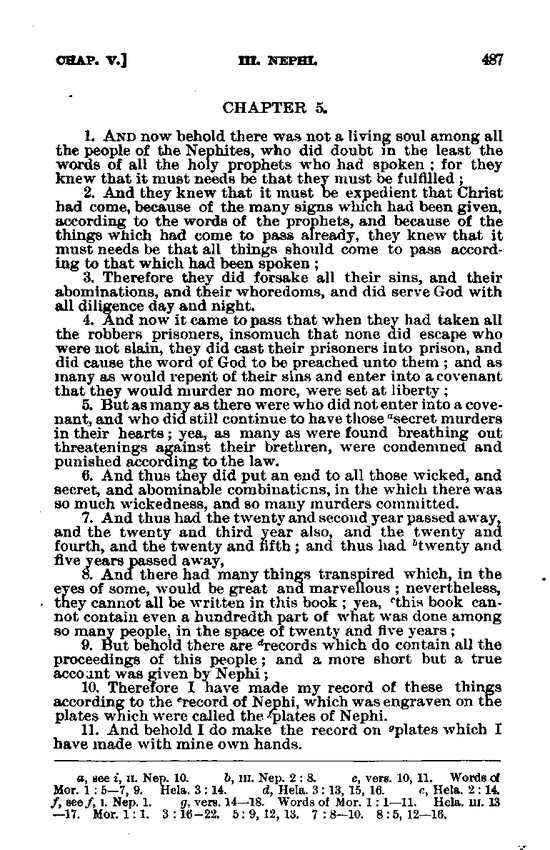 CHAP. V.] III. NEPHI. 487
CHAPTER 5.
1. AND now behold there was not a living soul among all
the people of the Nephites, who did doubt in the least the
words of all the holy prophets who had spoken ; for they
knew that it must needs be that they must be fulfilled ;
2. And they knew that it must be expedient that Christ
had come, because of the many signs which had been given,
according to the words of the prophets, and because of the
things which had come to pass already, they knew that it
must needs be that all things should come to pass accord-
ing to that which had been spoken ;
3. Therefore they did forsake all their sins, and their
abominations, and their whoredoms, and did serve God with
all diligence day and night.
4. And now it came to pass that when they had taken all
the robbers prisoners, insomuch that none did escape who
were not slain, they did cast their prisoners into prison, and
did cause the word of God to be preached unto them ; and as
many as would repent of their sins and enter into a covenant
that they would murder no more, were set at liberty ;
5. But as many as there were who did not enter into a cove-
nant, and who did still continue to have those ᵃsecret murders
in their hearts ; yea, as many as were found breathing out
threatenings against their brethren, were condemned and
punished according to the law.
6. And thus they did put an end to all those wicked, and
secret, and abominable combinations, in the which there was
so much wickedness, and so many murders committed.
7. And thus had the twenty and second year passed away,
and the twenty and third year also, and the twenty and
fourth, and the twenty and fifth ; and thus had ᵇtwenty and
five years passed away,
8. And there had many things transpired which, in the
eyes of some, would be great and marvellous ; nevertheless,
they cannot all be written in this book ; yea, ᶜthis book can-
not contain even a hundredth part of what was done among
so many people, in the space of twenty and five years ;
9. But behold there are ᵈrecords which do contain all the
proceedings of this people ; and a more short but a true
account was given by Nephi ;
10. Therefore I have made my record of these things
according to the ᵉrecord of Nephi, which was engraven on the
plates which were called the ᶠplates of Nephi.
11. And behold I do make the record on ᵍplates which I
have made with mine own hands.
a, see i, II. Nep. 10. b, III. Nep. 2 : 8. c, vers. 10, 11. Words of
Mor. 1 : 5—7, 9. Hela. 3 : 14. d, Hela. 3 : 13, 15, 16. e, Hela. 2 : 14.
f, see f, I. Nep. 1. g, vers. 14—18. Words of Mor. 1 : 1—11. Hela. III. 13
—17. Mor. 1 : 1. 3 : 16—22. 5 : 9, 12, 13. 7 : 8—10. 8 : 5, 12—16.